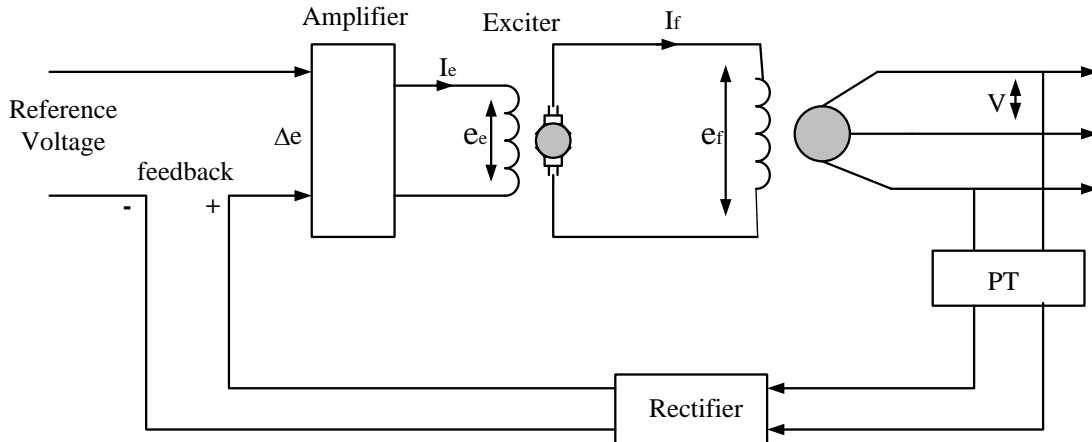 Amplifier
Exciter
If
Ie
Reference
Voltage
Δe
ee
ef
V
feedback
-
+
PT
Rectifier